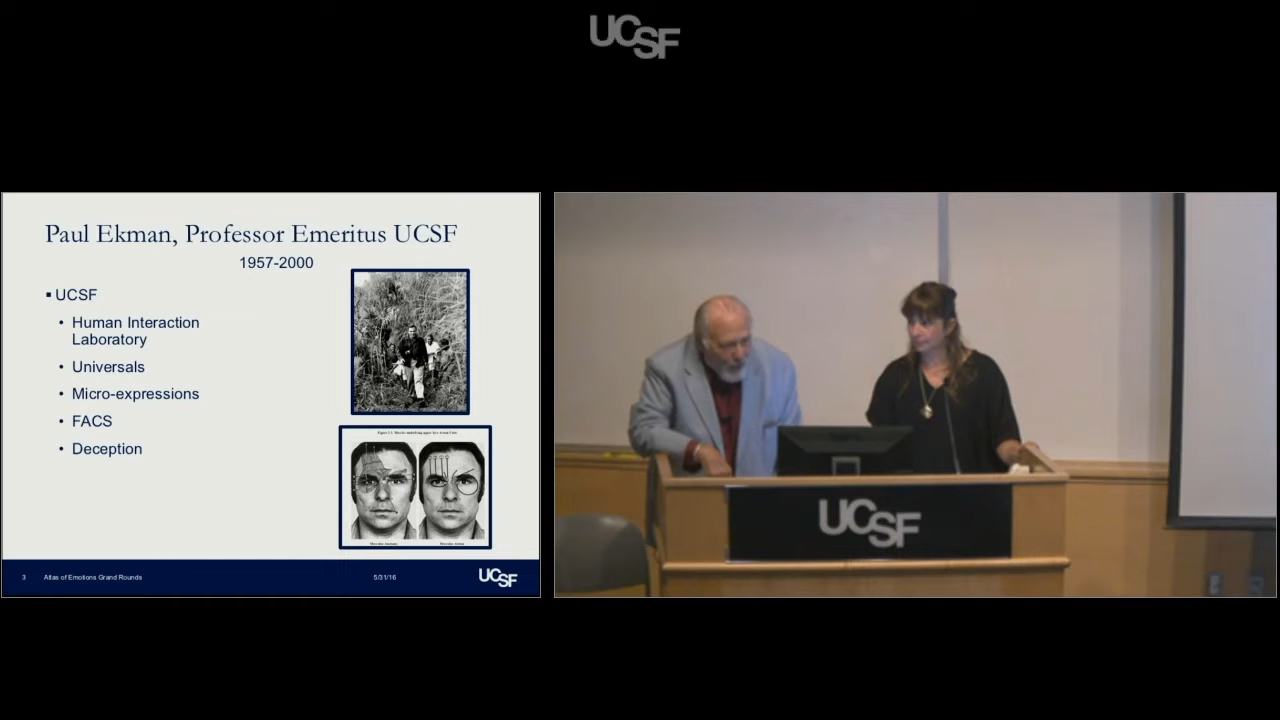 UCSF
Paul Ekman, Professor Emeritus UCSF
1957-2000
▪ UCSF
• Human Interaction
Laboratory
• Universals
• Micro-expressions
• FACS
• Deception
3 Atlas of Emotions Grand Rounds 5/31/16 UCSF
UCSF